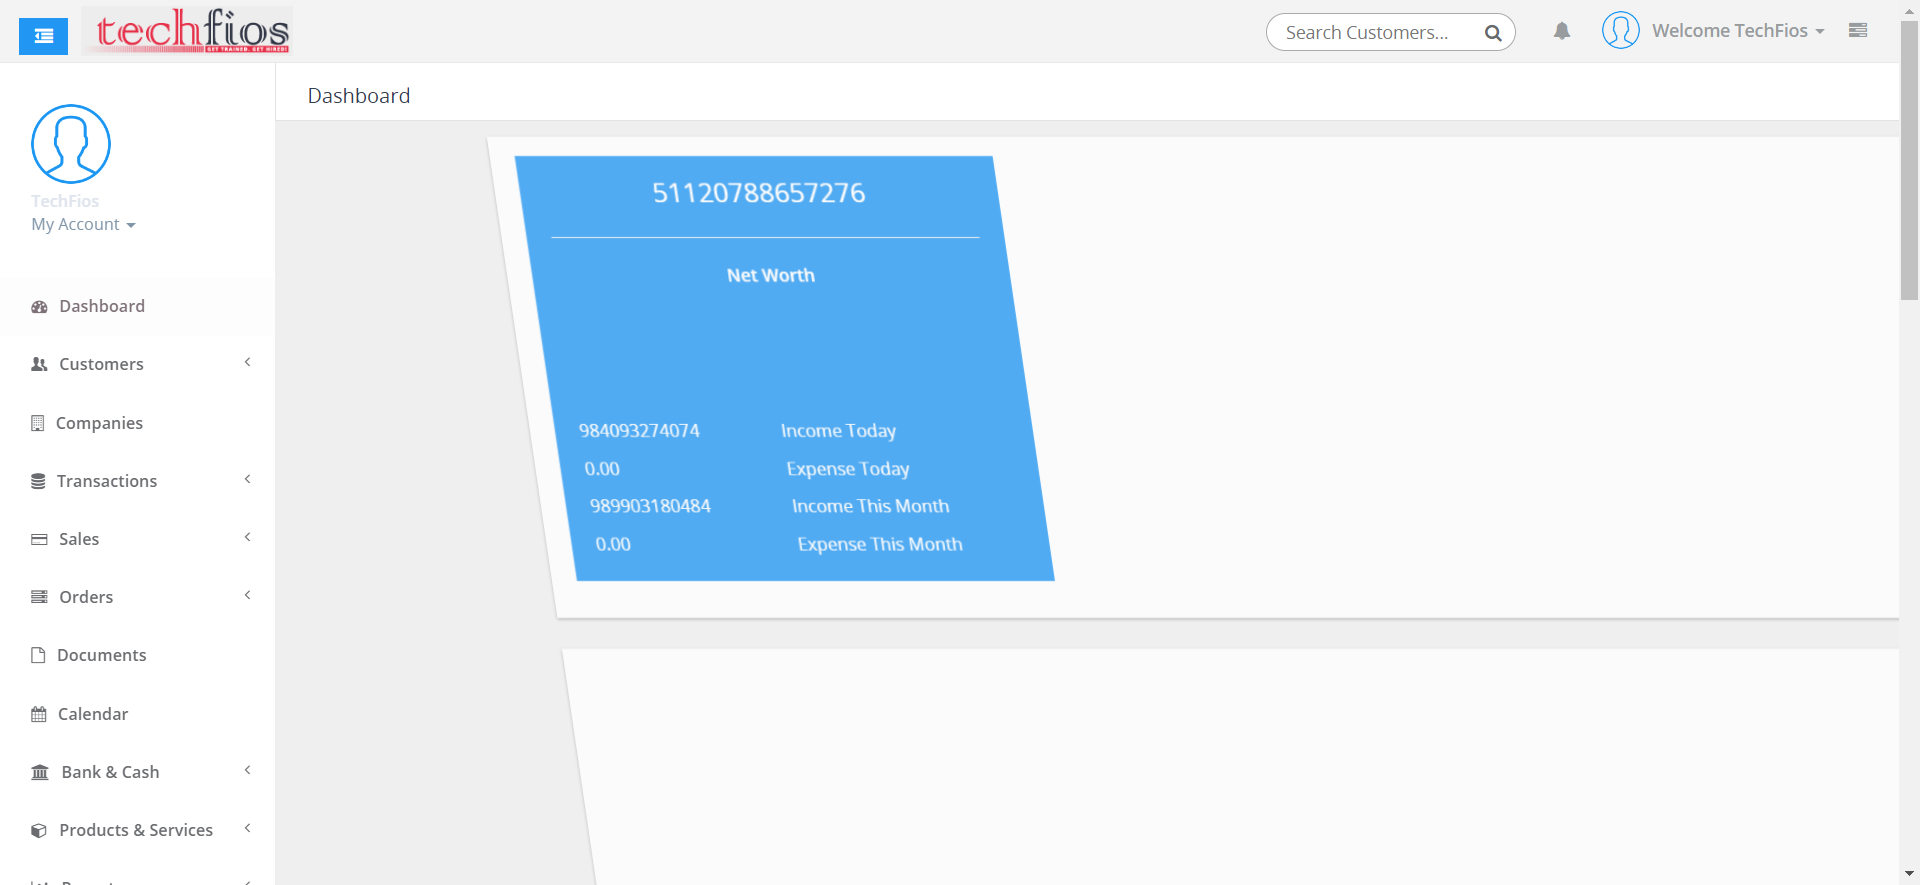 techfios
GET TRAINED. GET HIRED!
Search Customers...
Welcome TechFios
Dashboard
TechFios
My Account
Dashboard
Customers
Companies
Transactions
Sales
Orders
Documents
Calendar
Bank & Cash
Products & Services
51120788657276
Net Worth
984093274074 Income Today
0.00 Expense Today
989903180484 Income This Month
0.00 Expense This Month